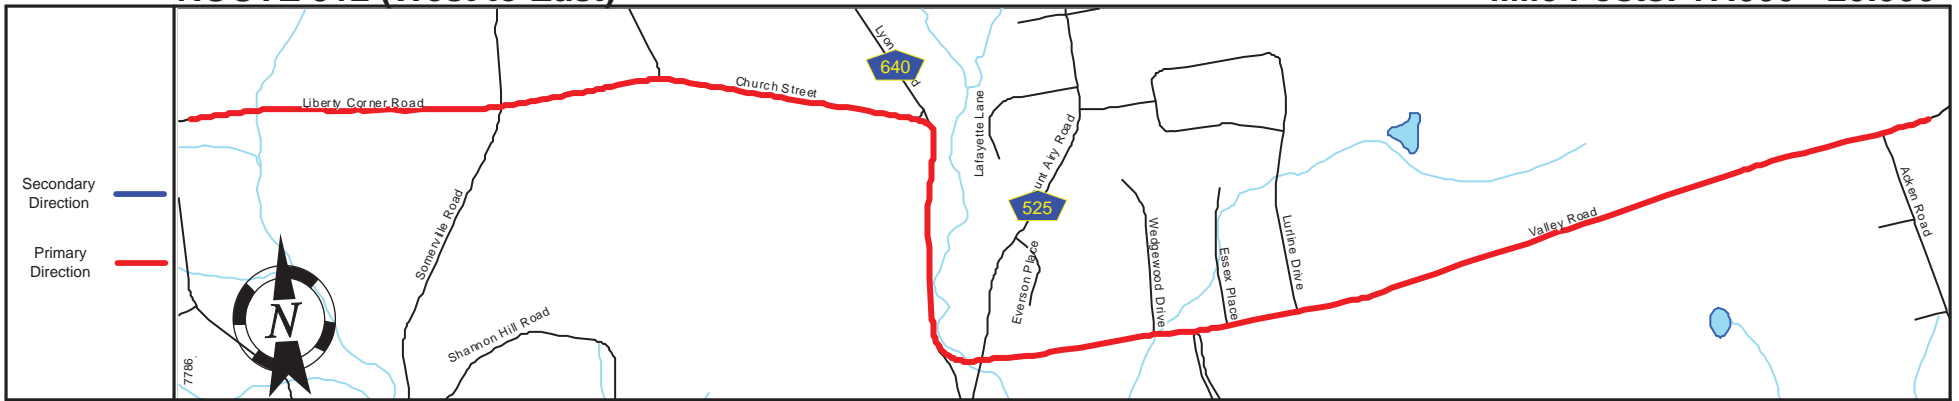 Liberty Corner Road
Church Street
640
Lafayette Lane
525
Somerville Road
Shannon Hill Road
Everson Place
Wedgewood Drive
Essex Place
Lurline Drive
Valley Road
Acken Road
Secondary
Direction
Primary
Direction
N
7786